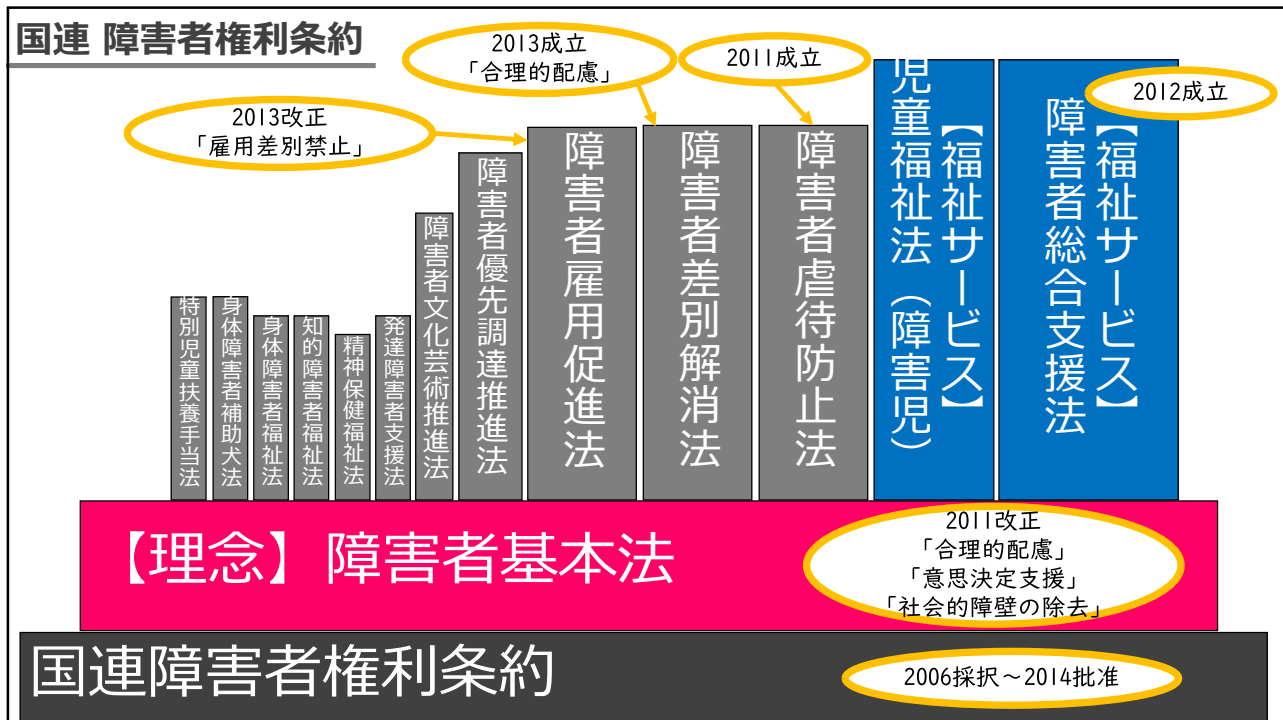 国連 障害者権利条約
2013成立
「合理的配慮」
2011成立
2012成立
2013改正
「雇用差別禁止」
特別児童扶養手当法
身体障害者補助犬法
身体障害者福祉法
知的障害者福祉法
精神保健福祉法
発達障害者支援法
障害者文化芸術推進法
障害者優先調達推進法
障害者雇用促進法
障害者差別解消法
障害者虐待防止法
【福祉サービス】
児童福祉法（障害児）
【福祉サービス】
障害者総合支援法
【理念】障害者基本法
2011改正
「合理的配慮」
「意思決定支援」
「社会的障壁の除去」
国連障害者権利条約
2006採択～2014批准